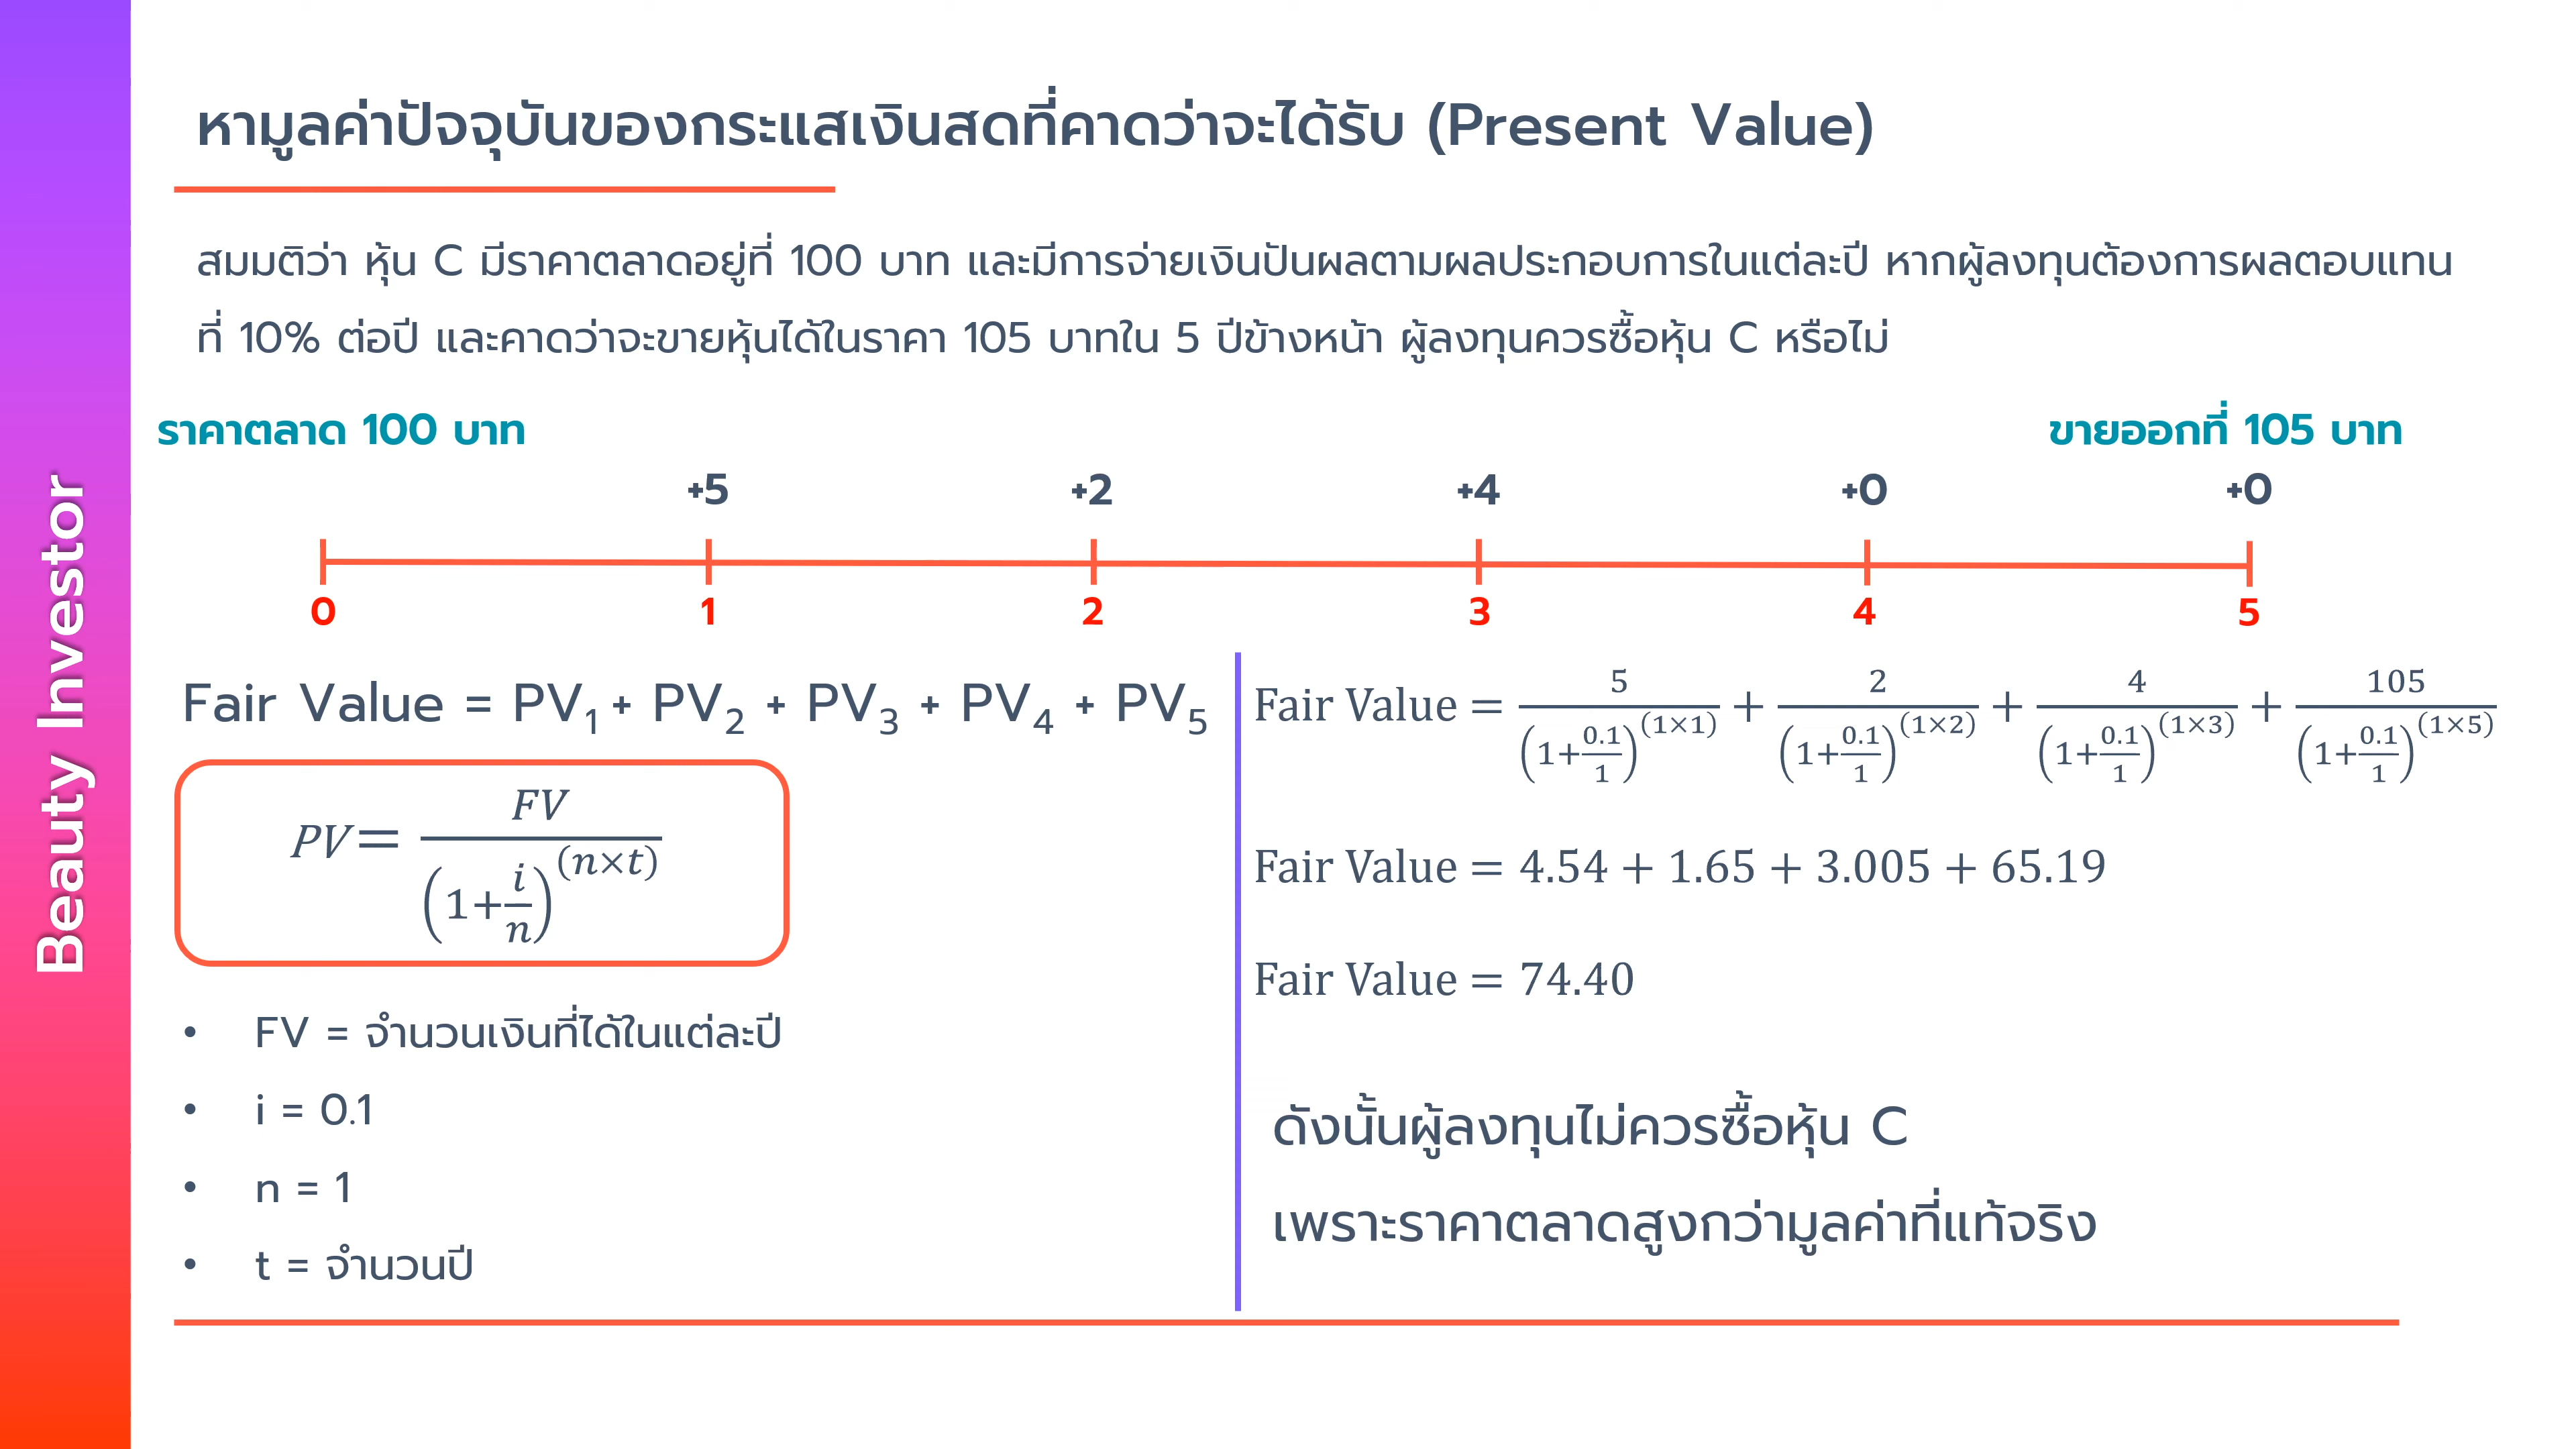 Beauty Investor
หามูลค่าปัจจุบันของกระแสเงินสดที่คาดว่าจะได้รับ (Present Value)
สมมติว่า หุ้น C มีราคาตลาดอยู่ที่ 100 บาท และมีการจ่ายเงินปันผลตามผลประกอบการในแต่ละปี หากผู้ลงทุนต้องการผลตอบแทน
ที่ 10% ต่อปี และคาดว่าจะขายหุ้นได้ในราคา 105 บาทใน 5 ปีข้างหน้า ผู้ลงทุนควรซื้อหุ้น C หรือไม่
ราคาตลาด 100 บาท
ขายออกที่ 105 บาท
+5 +2 +4 +0 +0
0 1 2 3 4 5
Fair Value = PV₁ + PV₂ + PV₃ + PV₄ + PV₅
PV = FV / (1+i/n)^(n×t)
• FV = จำนวนเงินที่ได้ในแต่ละปี
• i = 0.1
• n = 1
• t = จำนวนปี
Fair Value = 5 / (1+0.1/1)^(1×1) + 2 / (1+0.1/1)^(1×2) + 4 / (1+0.1/1)^(1×3) + 105 / (1+0.1/1)^(1×5)
Fair Value = 4.54 + 1.65 + 3.005 + 65.19
Fair Value = 74.40
ดังนั้นผู้ลงทุนไม่ควรซื้อหุ้น C
เพราะราคาตลาดสูงกว่ามูลค่าที่แท้จริง